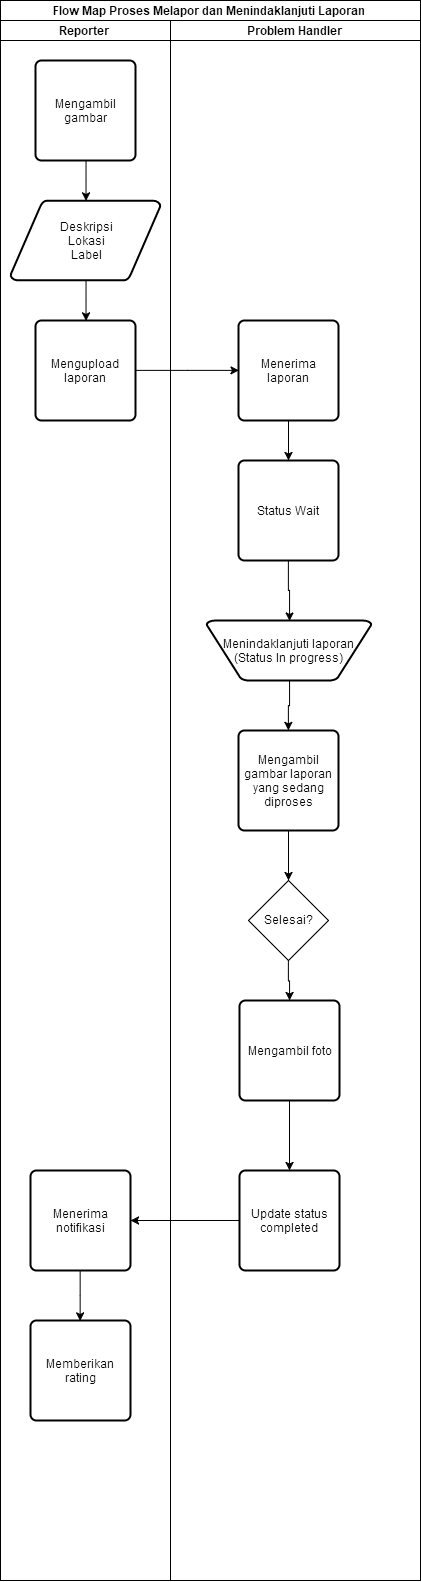 Flow Map Proses Melapor dan Menindaklanjuti Laporan
Reporter
Problem Handler
Mengambil
gambar
Deskripsi
Lokasi
Label
Mengupload
laporan
Menerima
laporan
Status Wait
Menindaklanjuti laporan
(Status In progress)
Mengambil
gambar laporan
yang sedang
diproses
Selesai?
Mengambil foto
Update status
completed
Menerima
notifikasi
Memberikan
rating